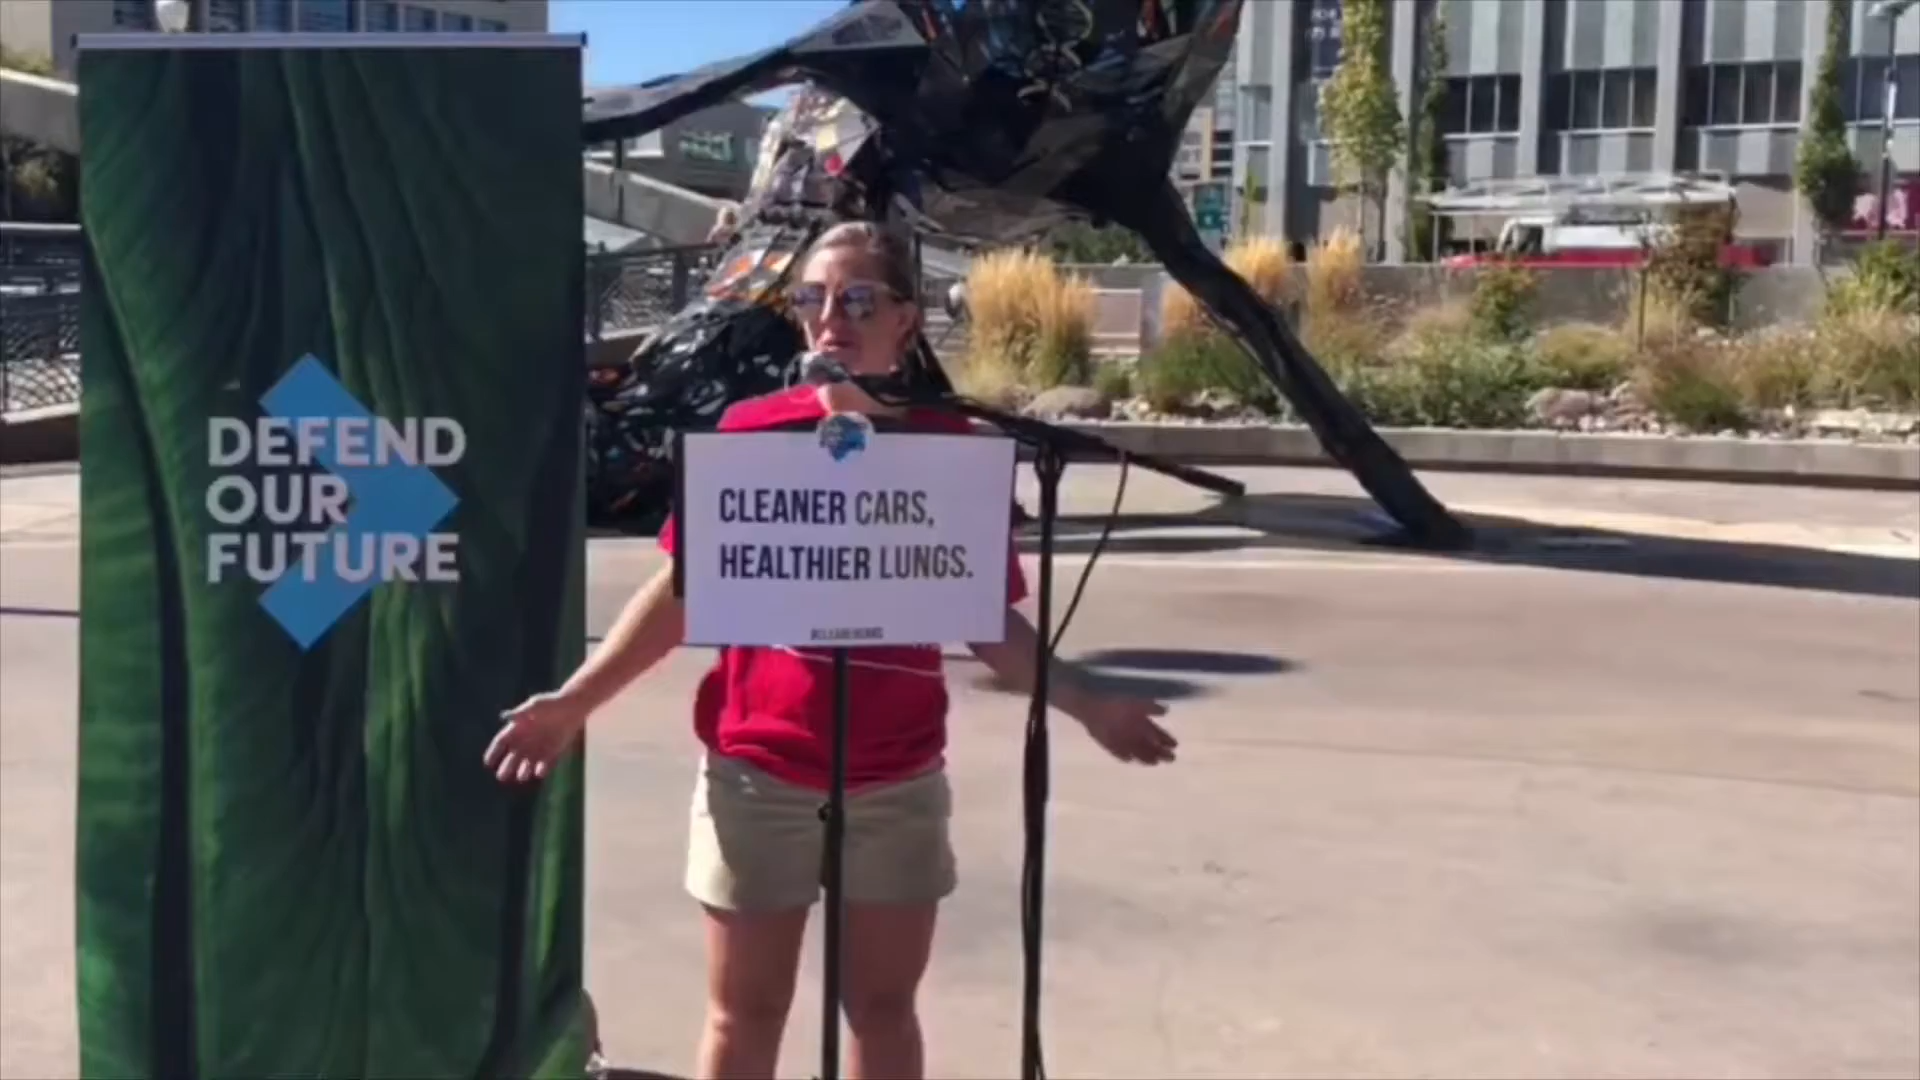 DEFEND
OUR
FUTURE
CLEANER CARS,
HEALTHIER LUNGS.